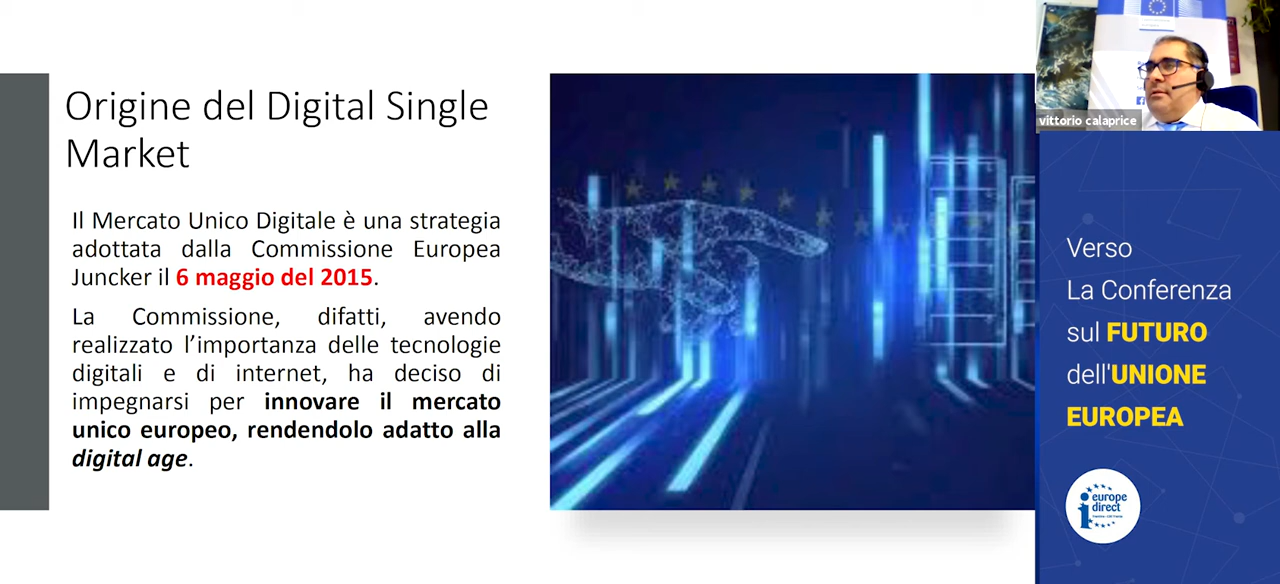 Origine del Digital Single
Market
Il Mercato Unico Digitale è una strategia
adottata dalla Commissione Europea
Juncker il 6 maggio del 2015.
La Commissione, difatti, avendo
realizzato l’importanza delle tecnologie
digitali e di internet, ha deciso di
impegnarsi per innovare il mercato
unico europeo, rendendolo adatto alla
digital age.
vittorio calaprice
Verso
La Conferenza
sul FUTURO
dell'UNIONE
EUROPEA
europe
direct